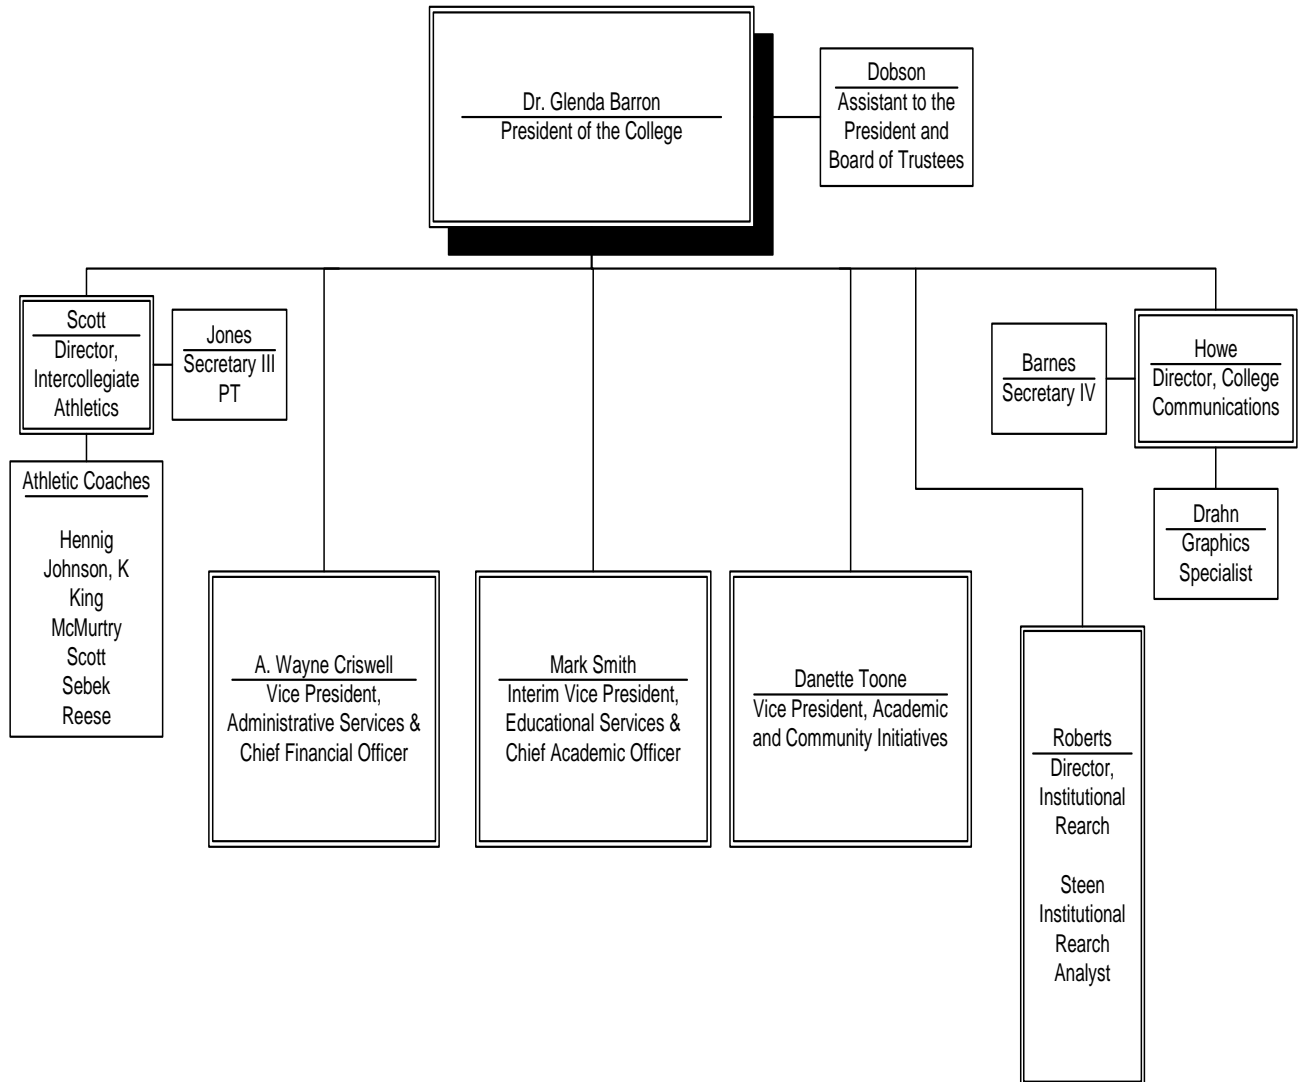 Dr. Glenda Barron
President of the College
Dobson
Assistant to the
President and
Board of Trustees
Scott
Director,
Intercollegiate
Athletics
Jones
Secretary III
PT
Barnes
Secretary IV
Howe
Director, College
Communications
Athletic Coaches
Hennig
Johnson, K
King
McMurtry
Scott
Sebek
Reese
Drahn
Graphics
Specialist
A. Wayne Criswell
Vice President,
Administrative Services &
Chief Financial Officer
Mark Smith
Interim Vice President,
Educational Services &
Chief Academic Officer
Danette Toone
Vice President, Academic
and Community Initiatives
Roberts
Director,
Institutional
Rearch
Steen
Institutional
Rearch
Analyst